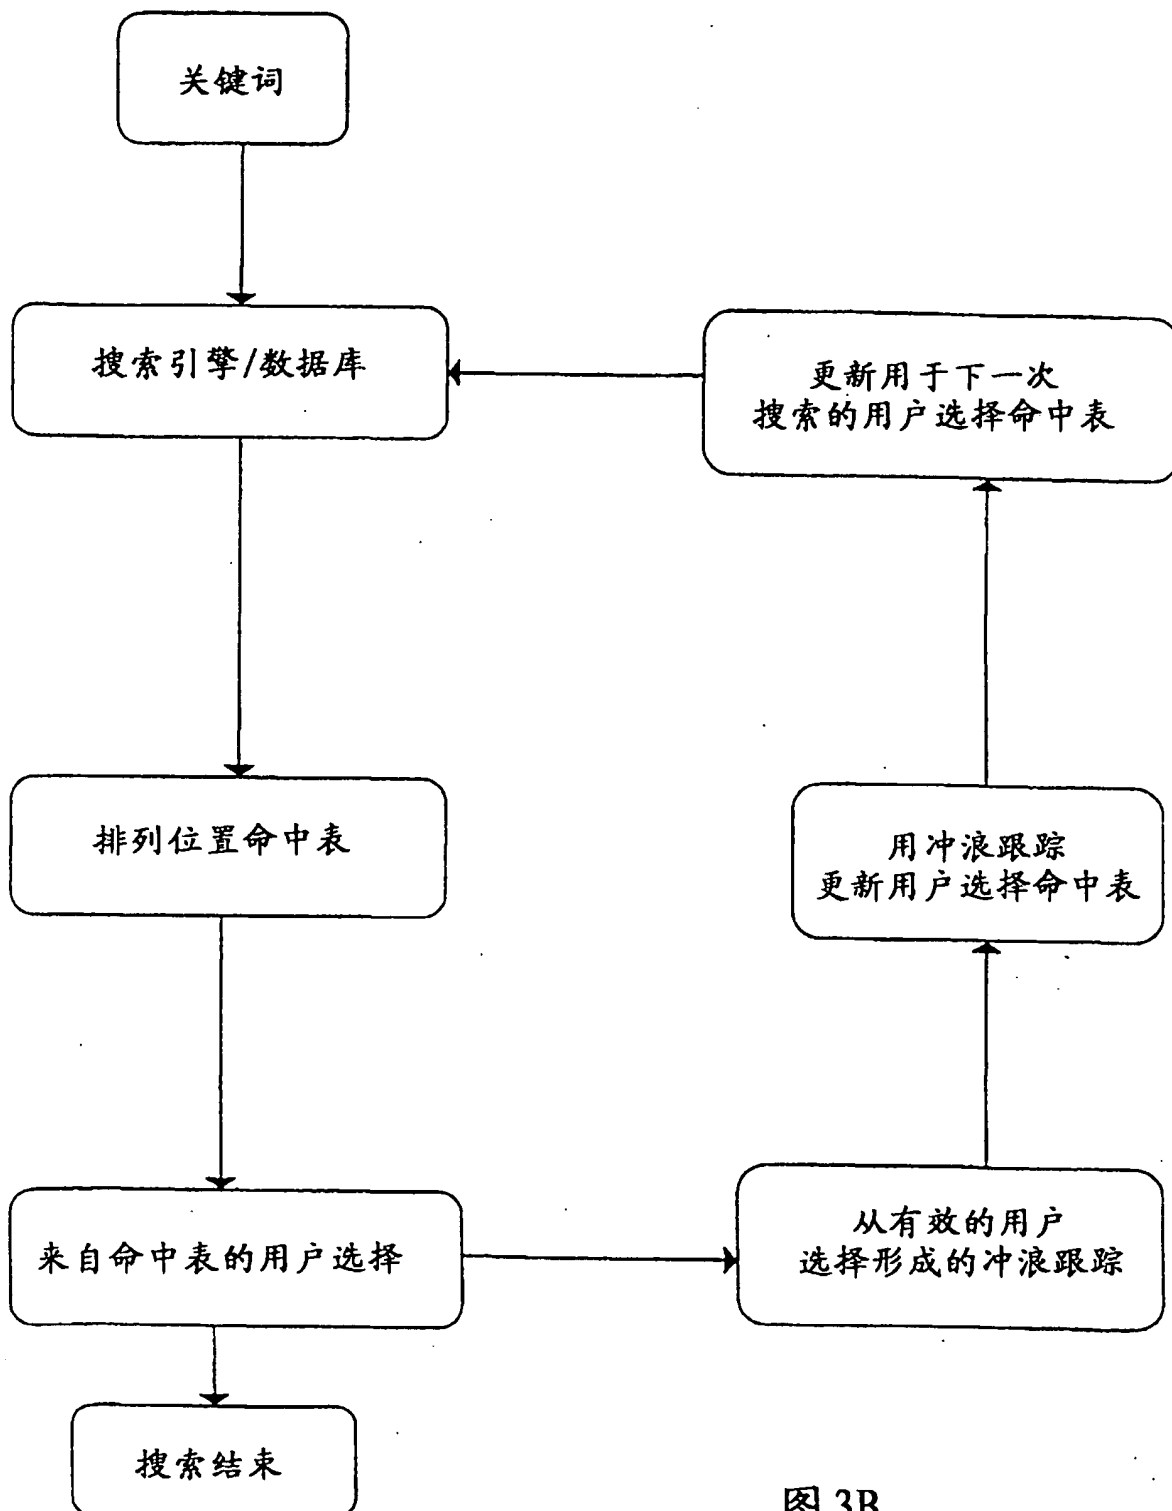 关键词
搜索引擎/数据库
更新用于下一次
搜索的用户选择命中表
排列位置命中表
用冲浪跟踪
更新用户选择命中表
来自命中表的用户选择
从有效的用户
选择形成的冲浪跟踪
搜索结束
图 3B